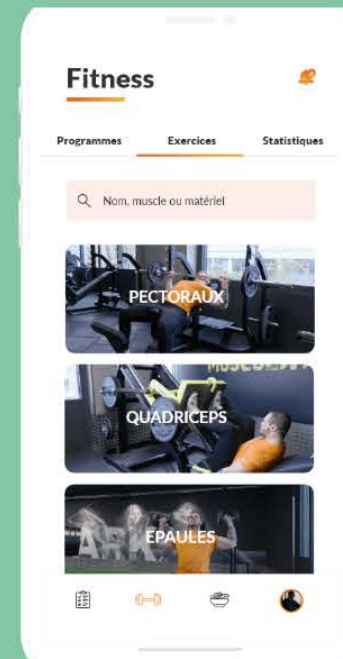 Fitness
Programmes Exercices Statistiques
Nom, muscle ou matériel
PECTORAUX
QUADRICEPS
EPAULES